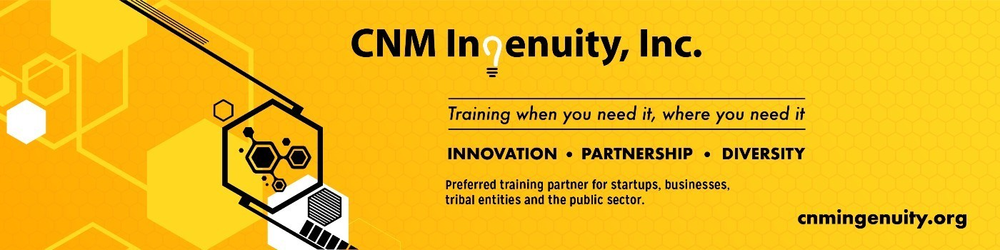 CNM Ingenuity, Inc.
Training when you need it, where you need it
INNOVATION • PARTNERSHIP • DIVERSITY
Preferred training partner for startups, businesses,
tribal entities and the public sector.
cnmingenuity.org